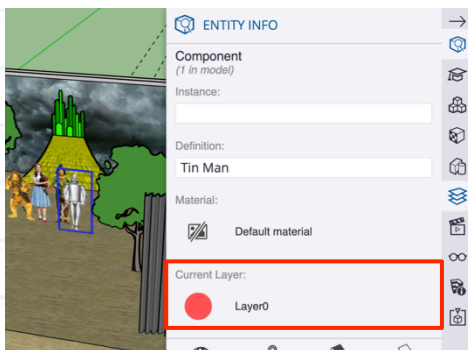 ENTITY INFO
Component
(1 in model)
Instance:
Definition:
Tin Man
Material:
Default material
Current Layer:
Layer0